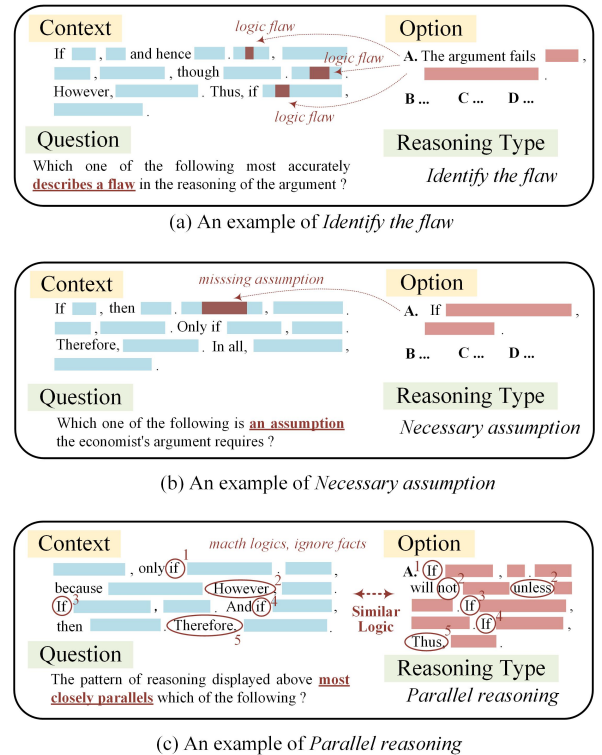 Context
Option
logic flaw
If , and hence . ,
logic flaw
A. The argument fails ,
, , though .
.
However, . Thus, if ,
B ... C ... D ...
.
logic flaw
Question
Reasoning Type
Which one of the following most accurately
describes a flaw in the reasoning of the argument ?
Identify the flaw
(a) An example of Identify the flaw
Context
misssing assumption
Option
If , then . , .
A. If ,
, . Only if , .
.
Therefore, . In all, ,
B ... C ... D ...
.
Question
Reasoning Type
Which one of the following is an assumption
the economist's argument requires ?
Necessary assumption
(b) An example of Necessary assumption
Context
macth logics, ignore facts
Option
1
, only if . ,
A. 1 If , . 2
because However, 2
will not 2 unless 2
If 3 , . And if 4 ,
. If 3
Similar
Logic
. If 4 ,
then . Therefore, .
Thus, 5 .
5
Question
Reasoning Type
The pattern of reasoning displayed above most
closely parallels which of the following ?
Parallel reasoning
(c) An example of Parallel reasoning